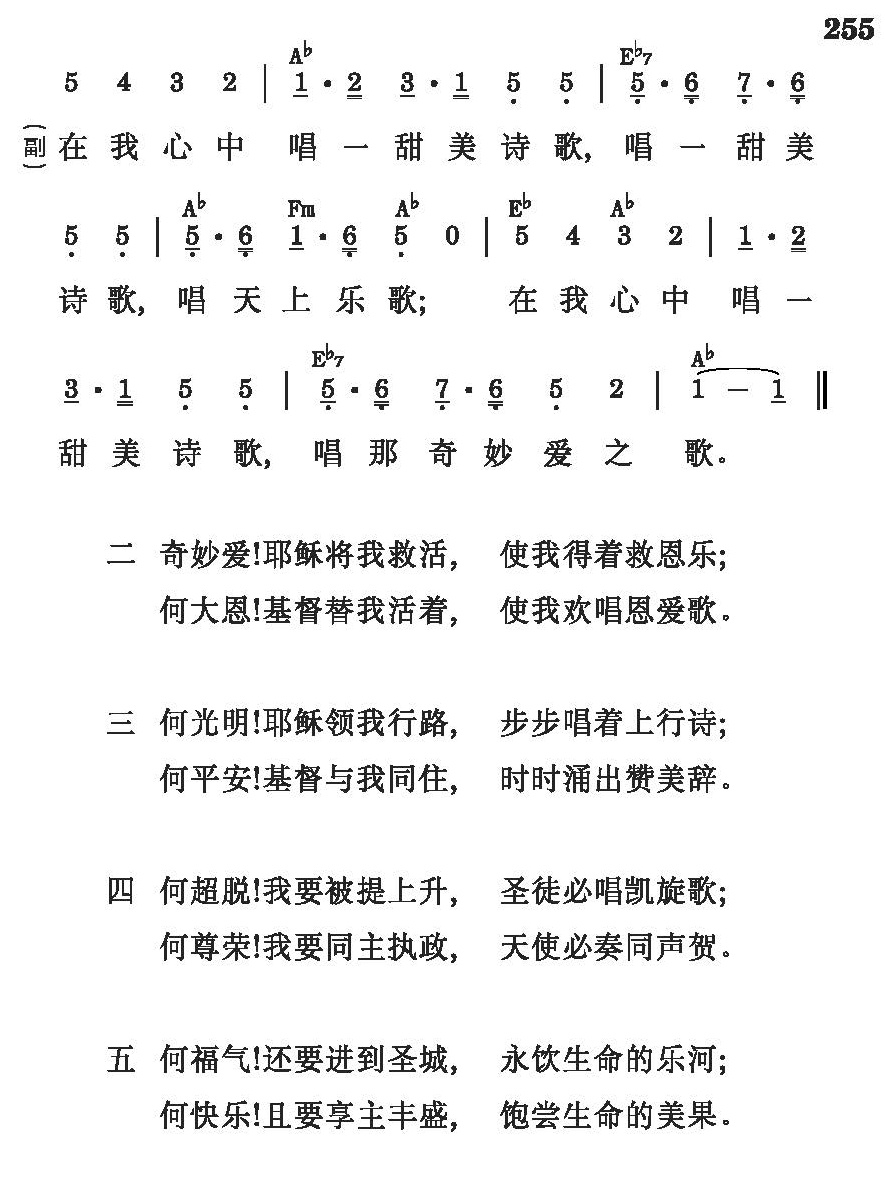 255
A♭ E♭7
5 4 3 2 | 1 · 2 3 · 1 5 5 | 5 · 6 7 · 6
(副) 在我心中 唱一甜美诗歌, 唱一甜美
A♭ Fm A♭ E♭ A♭
5 5 | 5 · 6 1 · 6 5 0 | 5 4 3 2 | 1 · 2
诗歌, 唱天上乐歌; 在我心中 唱一
E♭7 A♭
3 · 1 5 5 | 5 · 6 7 · 6 5 2 | 1 — 1 ‖
甜美诗歌, 唱那奇妙爱之 歌。
二 奇妙爱!耶稣将我救活, 使我得着救恩乐;
何大恩!基督替我活着, 使我欢唱恩爱歌。
三 何光明!耶稣领我行路, 步步唱着上行诗;
何平安!基督与我同住, 时时涌出赞美辞。
四 何超脱!我要被提上升, 圣徒必唱凯旋歌;
何尊荣!我要同主执政, 天使必奏同声贺。
五 何福气!还要进到圣城, 永饮生命的乐河;
何快乐!且要享主丰盛, 饱尝生命的美果。